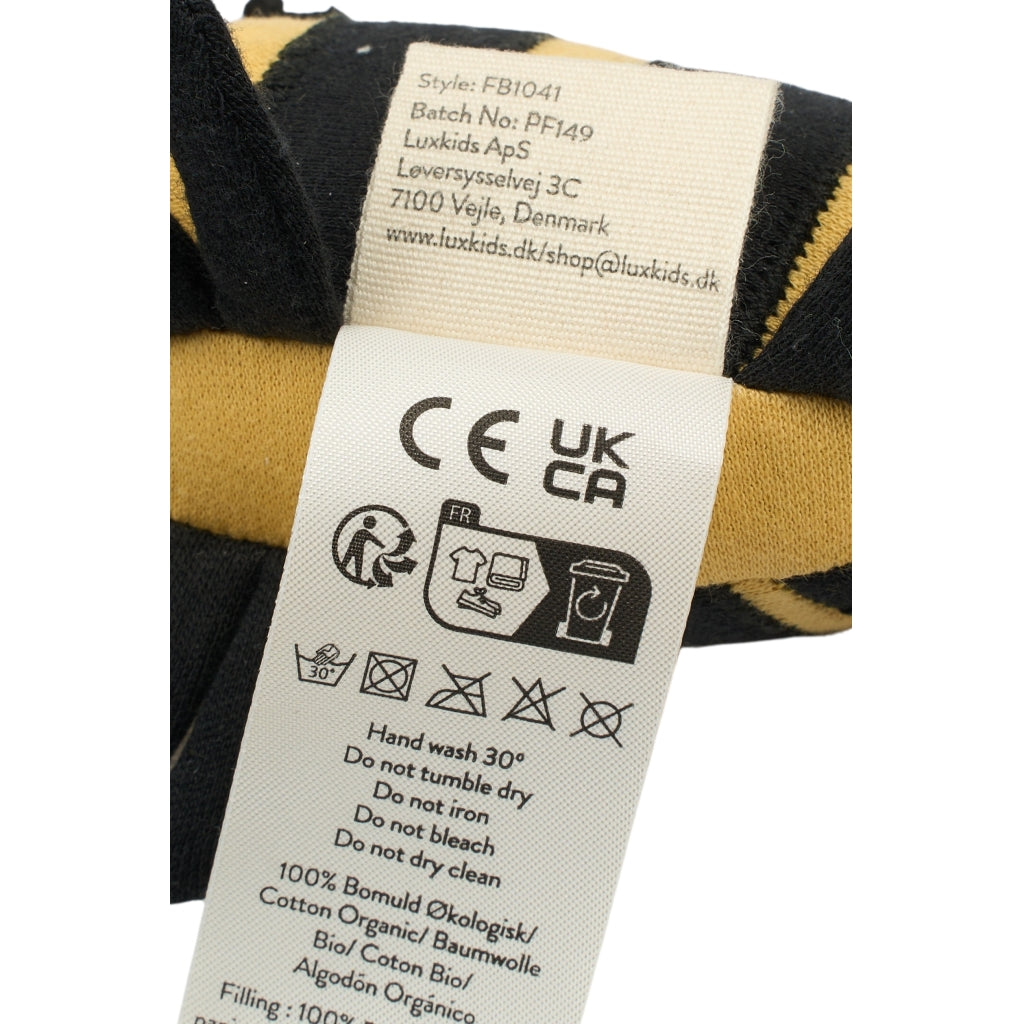 Style: FB1041
Batch No: PF149
Luxkids ApS
Løversysselvej 3C
7100 Vejle, Denmark
www.luxkids.dk/shop@luxkids.dk
CE
UK
CA
FR
30°
Hand wash 30°
Do not tumble dry
Do not iron
Do not bleach
Do not dry clean
100% Bomuld Økologisk/
Cotton Organic/ Baumwolle
Bio/ Coton Bio/
Algodón Orgánico
Filling : 100%